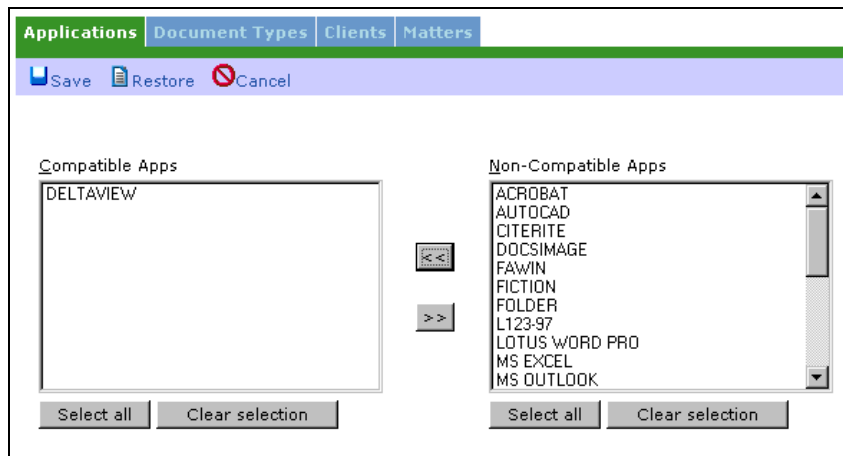 Applications Document Types Clients Matters
Save Restore Cancel
Compatible Apps
DELTAVIEW
Select all Clear selection
<<
>>
Non-Compatible Apps
ACROBAT
AUTOCAD
CITERITE
DOCSIMAGE
FAWIN
FICTION
FOLDER
L123-97
LOTUS WORD PRO
MS EXCEL
MS OUTLOOK
Select all Clear selection